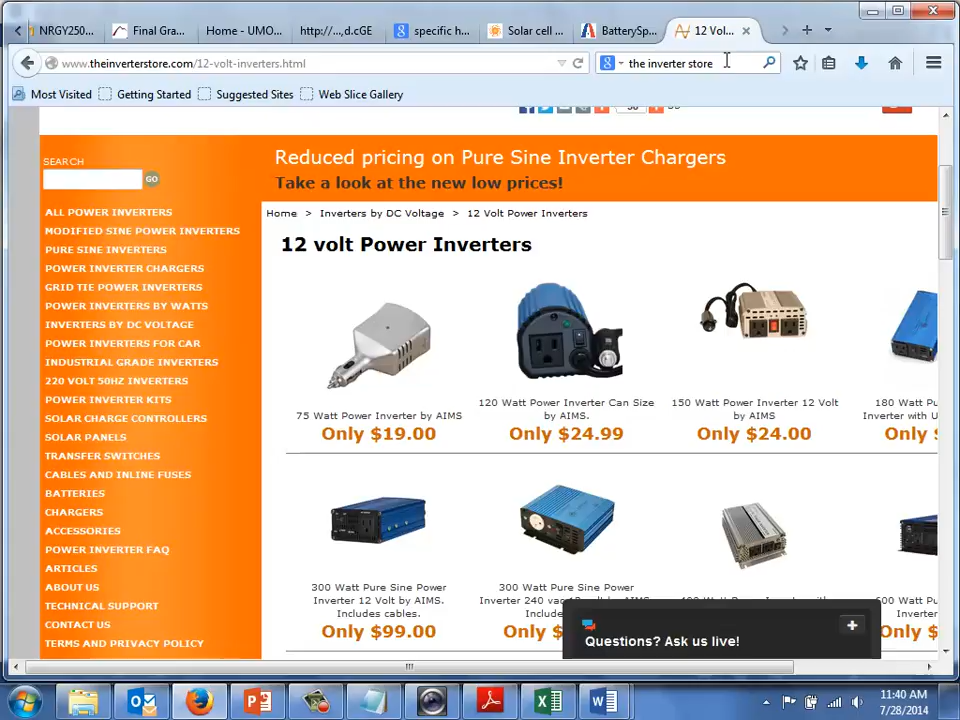 NRGY250...
Final Gra...
Home - UMO...
http://...,d.cGE
specific h...
Solar cell ...
BatterySp...
12 Vol...
www.theinverterstore.com/12-volt-inverters.html
the inverter store
Most Visited
Getting Started
Suggested Sites
Web Slice Gallery
Reduced pricing on Pure Sine Inverter Chargers
Take a look at the new low prices!
SEARCH
GO
ALL POWER INVERTERS
MODIFIED SINE POWER INVERTERS
PURE SINE INVERTERS
POWER INVERTER CHARGERS
GRID TIE POWER INVERTERS
POWER INVERTERS BY WATTS
INVERTERS BY DC VOLTAGE
POWER INVERTERS FOR CAR
INDUSTRIAL GRADE INVERTERS
220 VOLT 50HZ INVERTERS
POWER INVERTER KITS
SOLAR CHARGE CONTROLLERS
SOLAR PANELS
TRANSFER SWITCHES
CABLES AND INLINE FUSES
BATTERIES
CHARGERS
ACCESSORIES
POWER INVERTER FAQ
ARTICLES
ABOUT US
TECHNICAL SUPPORT
CONTACT US
TERMS AND PRIVACY POLICY
Home > Inverters by DC Voltage > 12 Volt Power Inverters
12 volt Power Inverters
75 Watt Power Inverter by AIMS
Only $19.00
120 Watt Power Inverter Can Size
by AIMS.
Only $24.99
150 Watt Power Inverter 12 Volt
by AIMS
Only $24.00
180 Watt Pu
Inverter with U
Only
300 Watt Pure Sine Power
Inverter 12 Volt by AIMS.
Includes cables.
Only $99.00
300 Watt Pure Sine Power
Inverter 240 vac
Inclu
Only
Only
Questions? Ask us live!
11:40 AM
7/28/2014